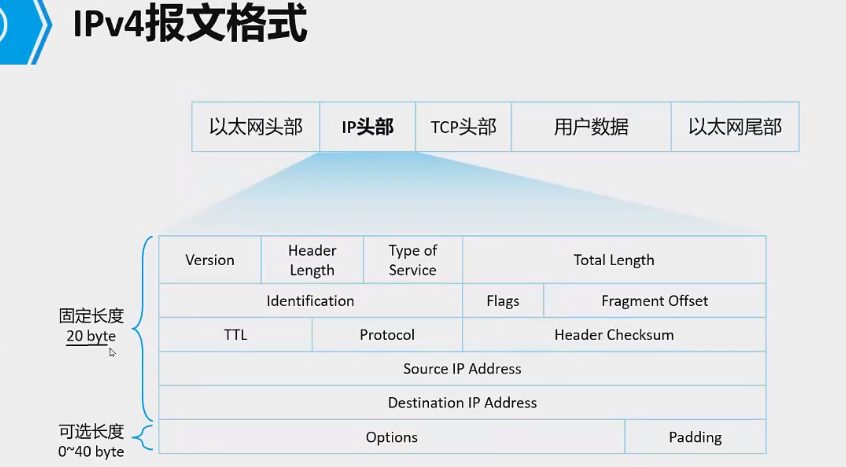 IPv4报文格式
以太网头部 IP头部 TCP头部 用户数据 以太网尾部
Version Header Length Type of Service Total Length
Identification Flags Fragment Offset
固定长度
20 byte
TTL Protocol Header Checksum
Source IP Address
Destination IP Address
可选长度
0~40 byte
Options Padding